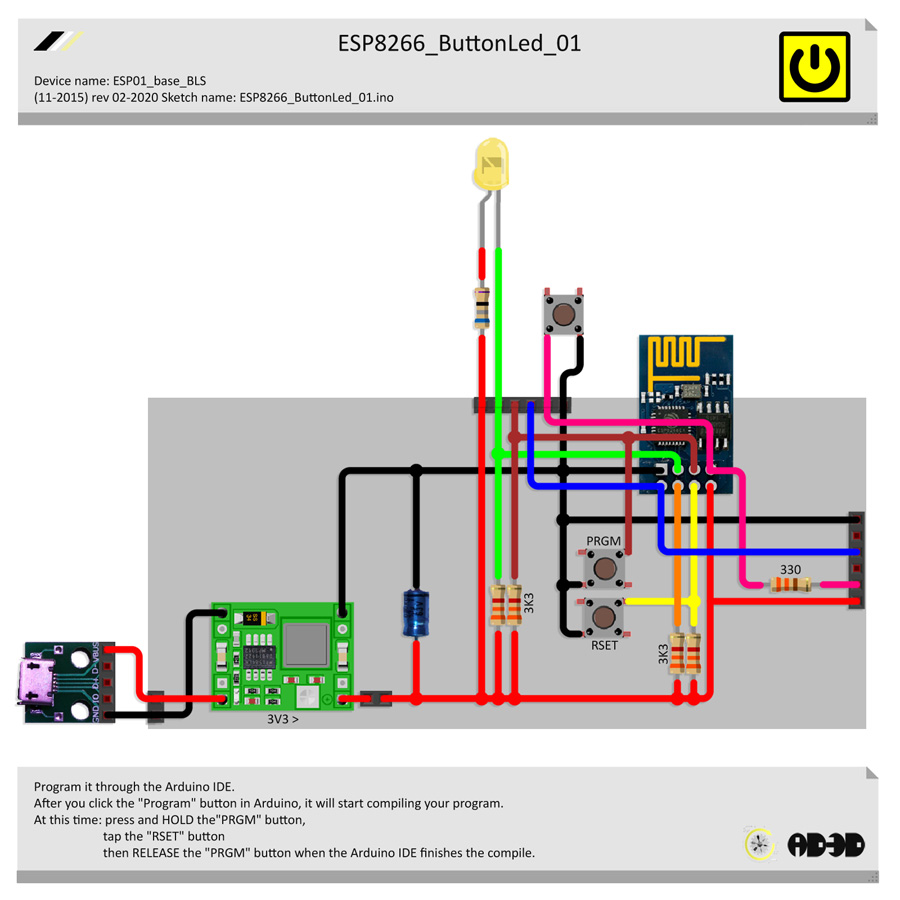 ESP8266_ButtonLed_01
Device name: ESP01_base_BLS
(11-2015) rev 02-2020 Sketch name: ESP8266_ButtonLed_01.ino
PRGM
330
3K3
RSET
3K3
3V3 >
Program it through the Arduino IDE.
After you click the "Program" button in Arduino, it will start compiling your program.
At this time: press and HOLD the"PRGM" button,
tap the "RSET" button
then RELEASE the "PRGM" button when the Arduino IDE finishes the compile.
AD3D